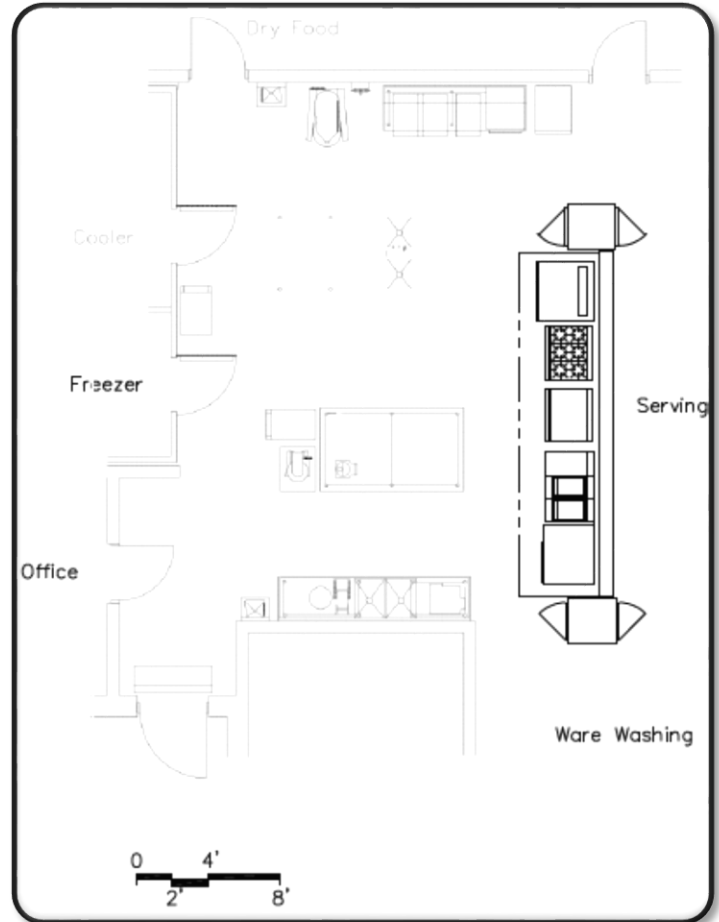 Dry Food
Cooler
Freezer
Serving
Office
Ware Washing
0 4'
2' 8'